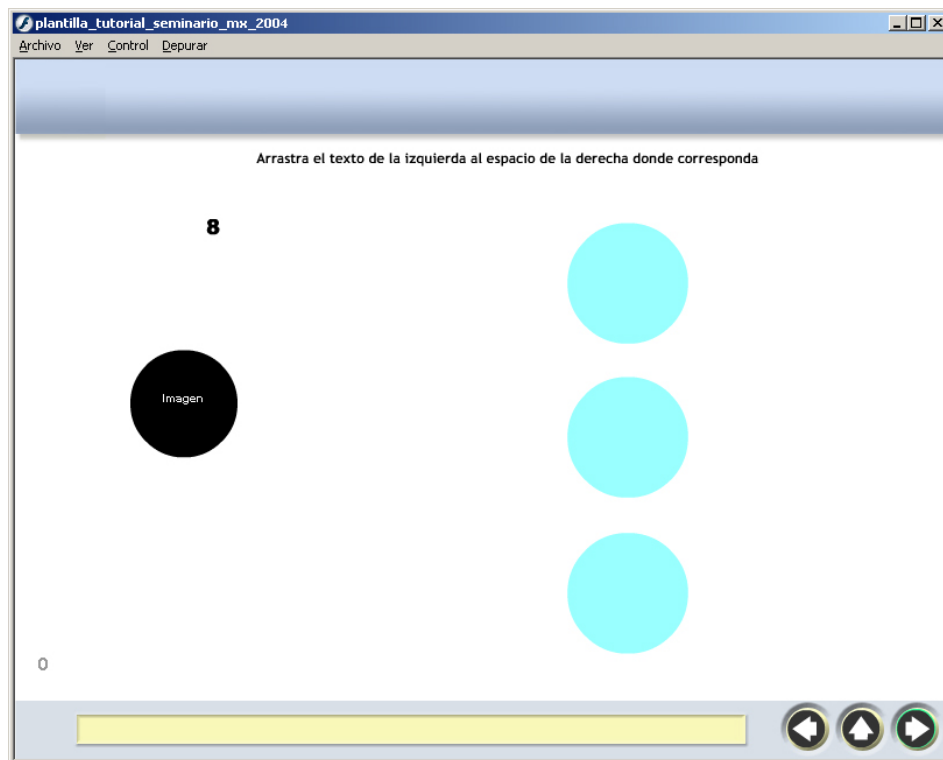 plantilla_tutorial_seminario_mx_2004
Archivo Ver Control Depurar
Arrastra el texto de la izquierda al espacio de la derecha donde corresponda
8
Imagen
0